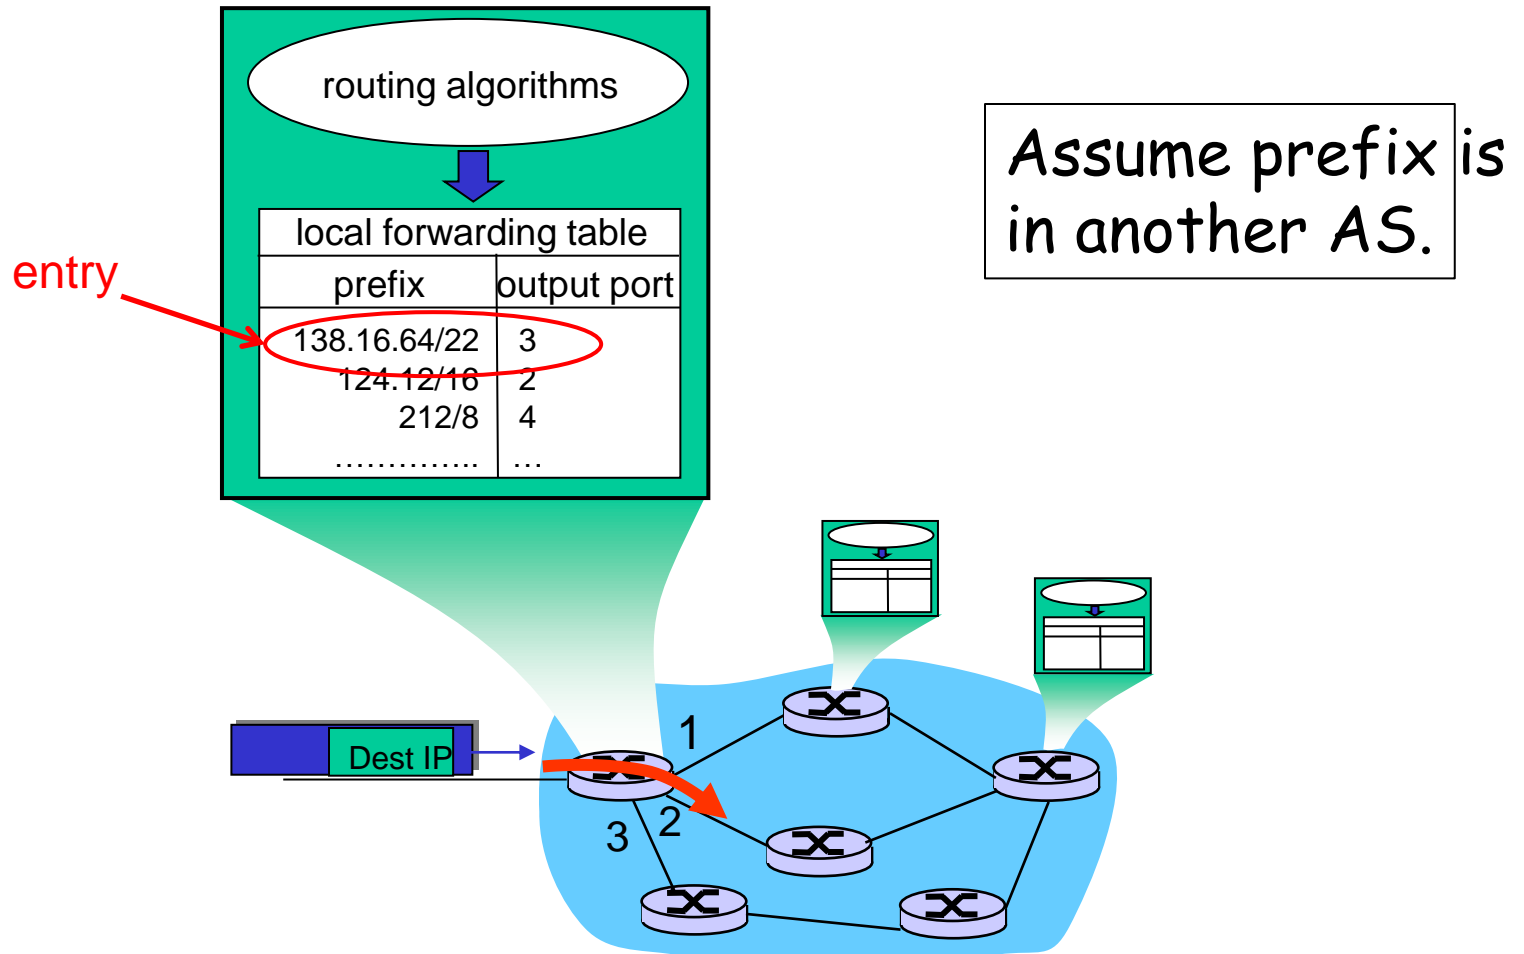 routing algorithms
local forwarding table
prefix output port
138.16.64/22 3
124.12/16 2
212/8 4
………….. …
entry
Assume prefix is
in another AS.
Dest IP
1
2
3